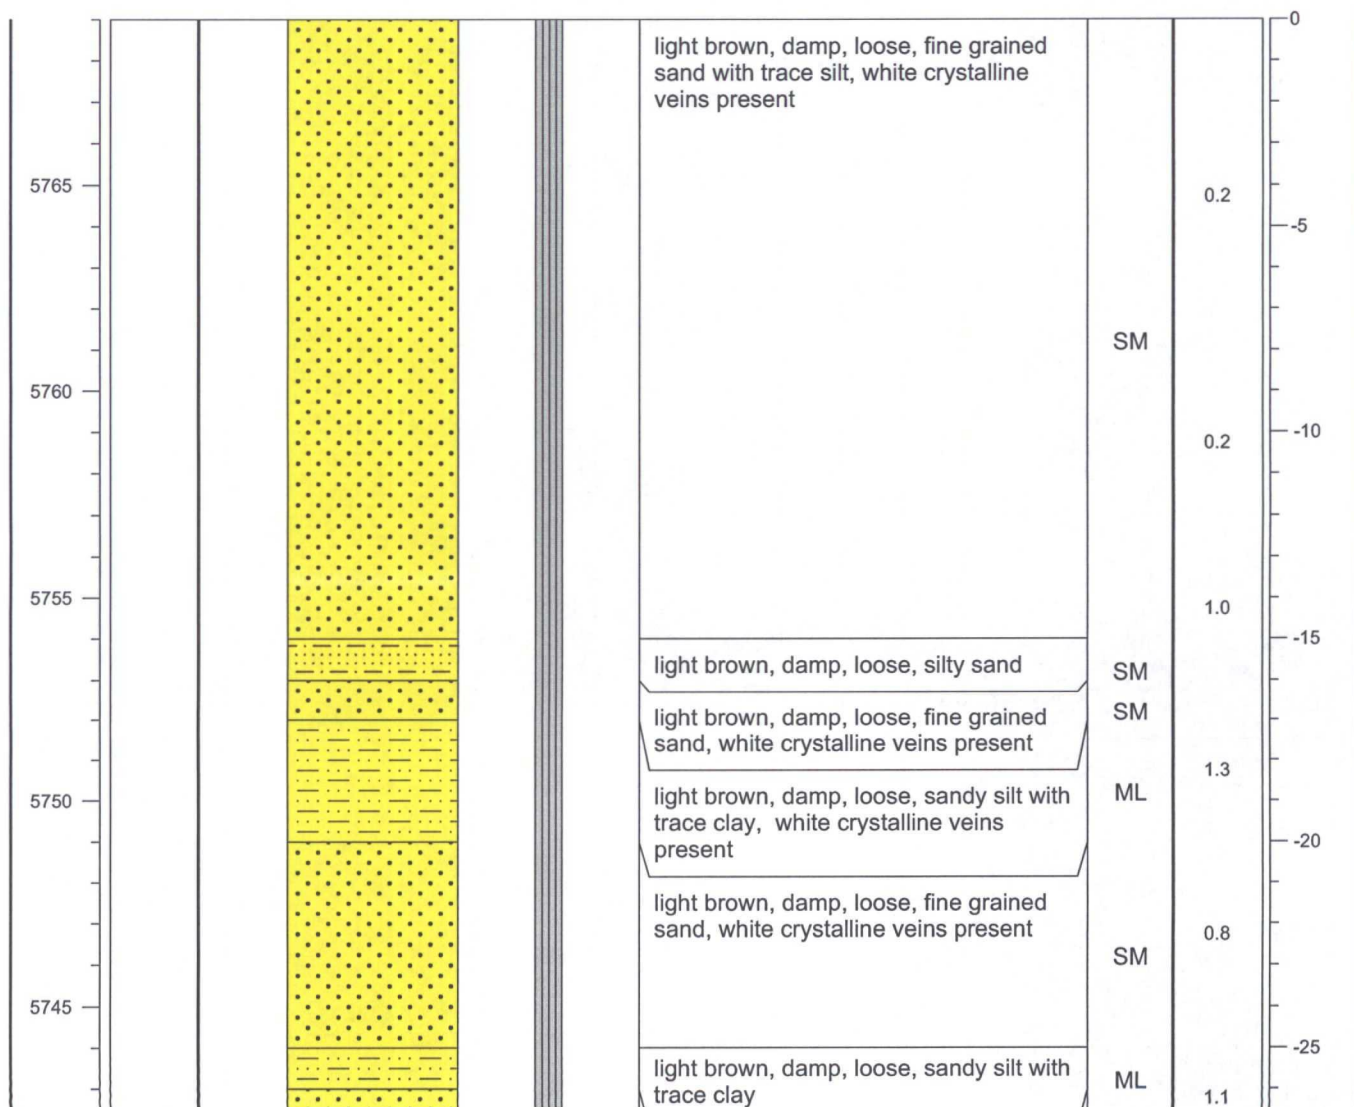 0
light brown, damp, loose, fine grained
sand with trace silt, white crystalline
veins present
5765
0.2
-5
SM
5760
-10
0.2
5755
1.0
-15
light brown, damp, loose, silty sand
SM
SM
light brown, damp, loose, fine grained
sand, white crystalline veins present
1.3
5750
ML
light brown, damp, loose, sandy silt with
trace clay, white crystalline veins
present
-20
light brown, damp, loose, fine grained
sand, white crystalline veins present
0.8
SM
5745
-25
light brown, damp, loose, sandy silt with
trace clay
ML
1.1